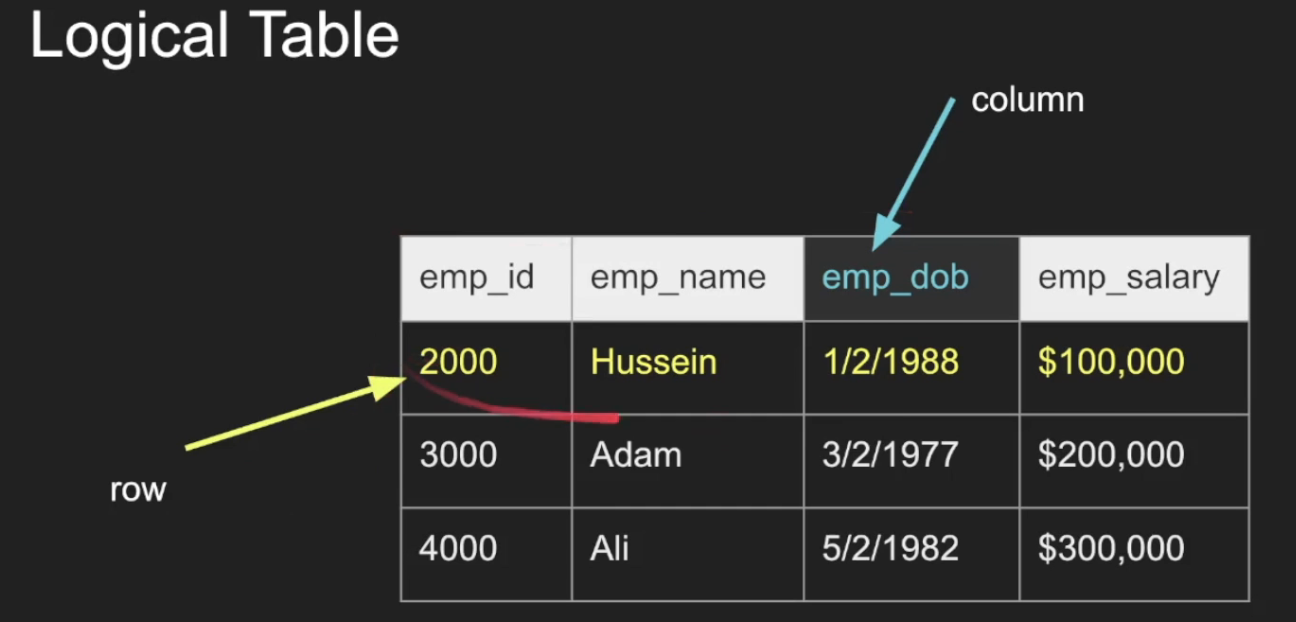 Logical Table
column
emp_id emp_name emp_dob emp_salary
2000 Hussein 1/2/1988 $100,000
3000 Adam 3/2/1977 $200,000
row
4000 Ali 5/2/1982 $300,000